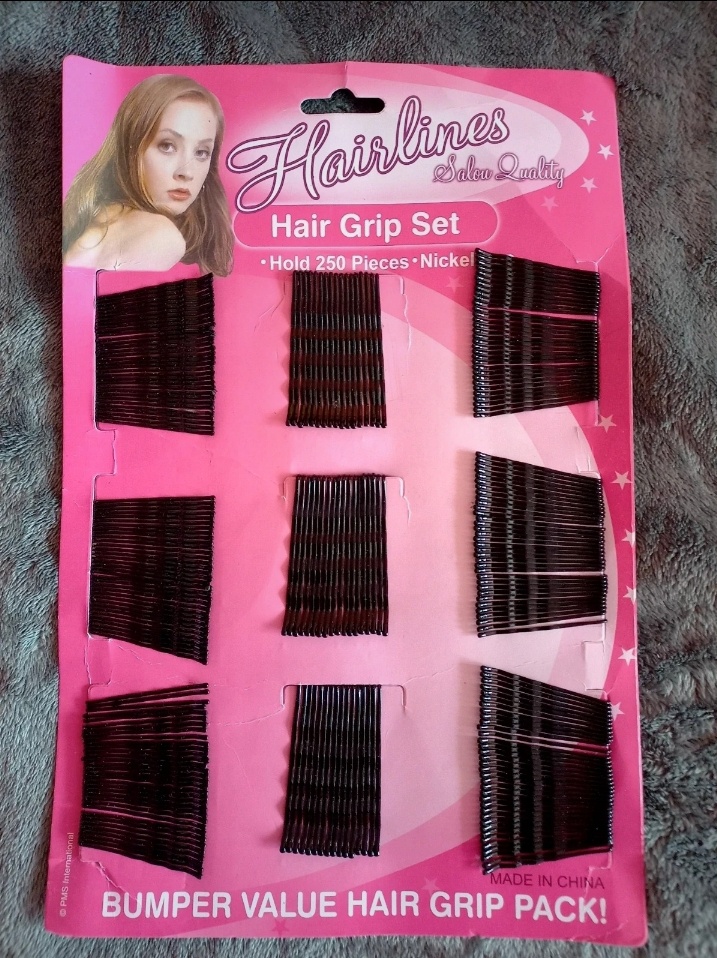 Hairlines
Salon Quality
Hair Grip Set
•Hold 250 Pieces•Nickel
MADE IN CHINA
© PMS International
BUMPER VALUE HAIR GRIP PACK!